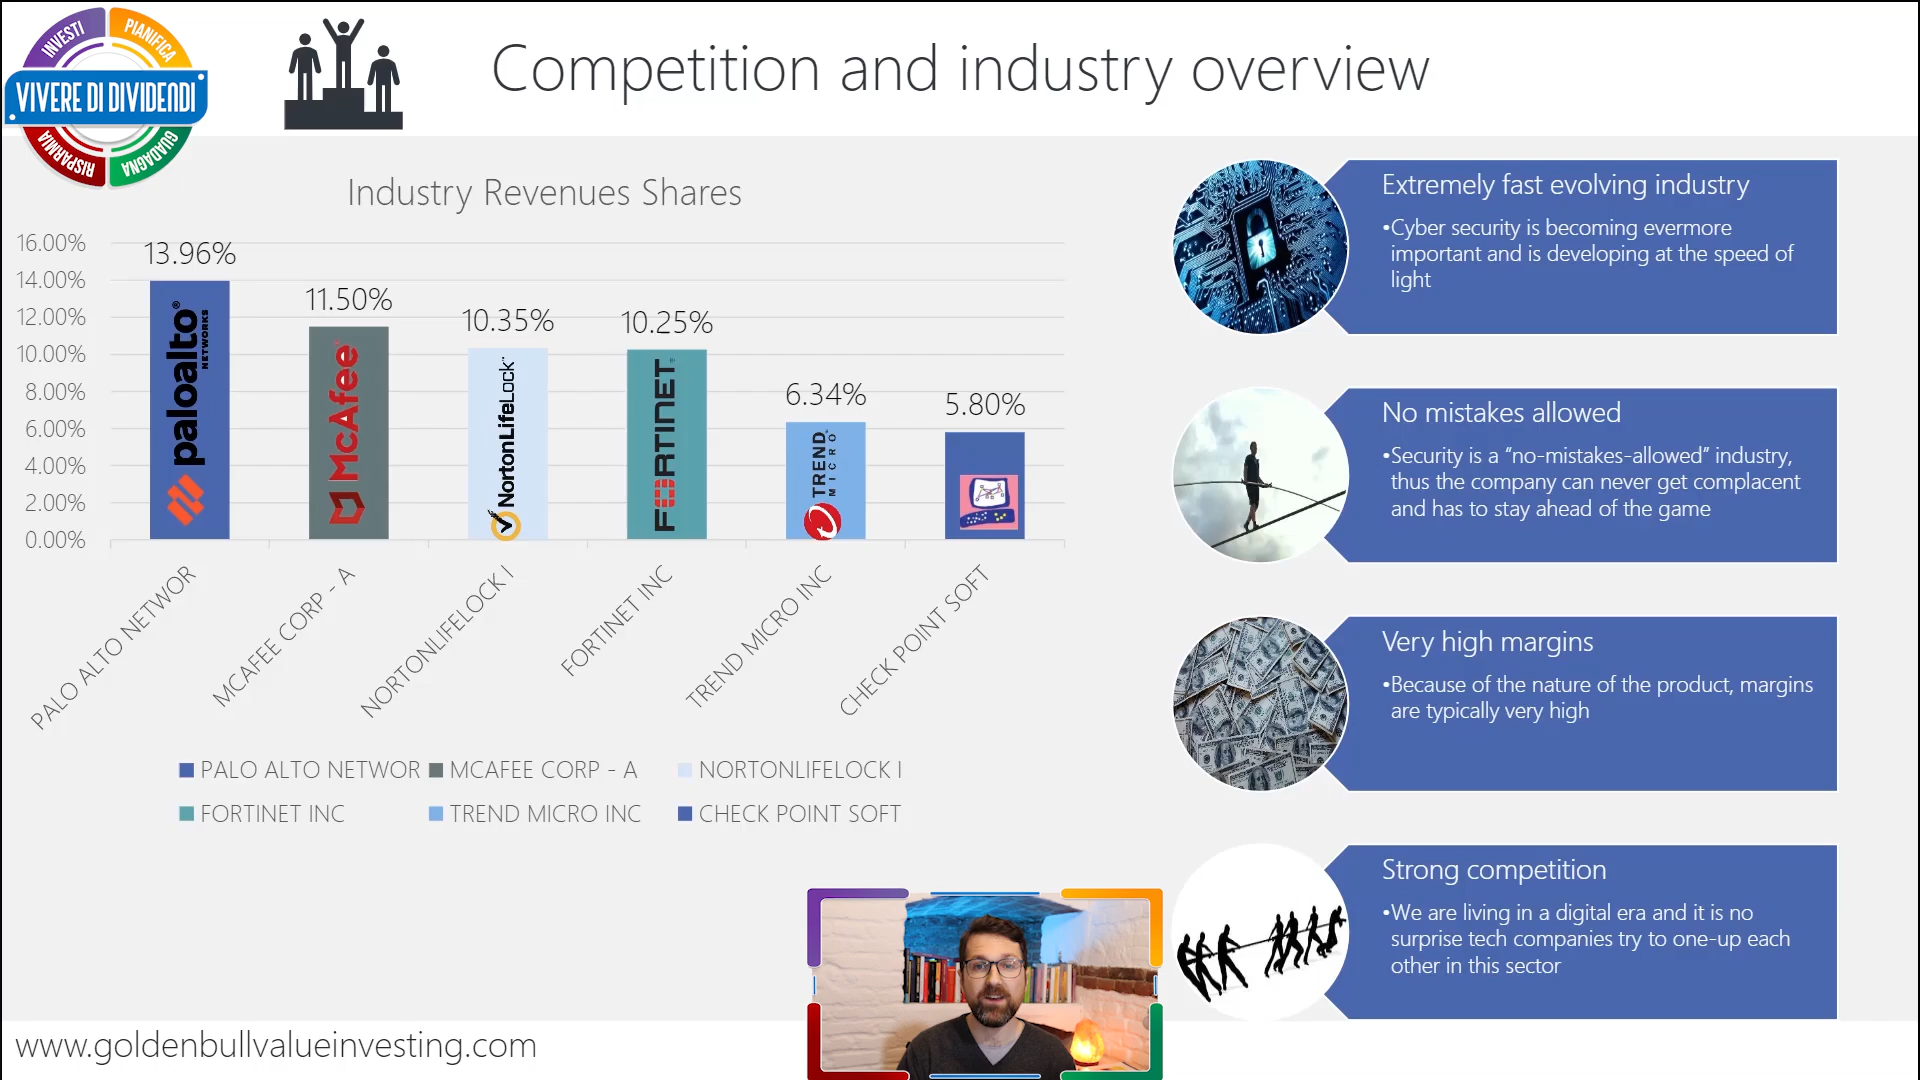 INVESTI
PIANIFICA
VIVERE DI DIVIDENDI
RISPARMIA
GUADAGNA
Competition and industry overview
Industry Revenues Shares
16.00%
14.00%
12.00%
10.00%
8.00%
6.00%
4.00%
2.00%
0.00%
13.96%
11.50%
10.35%
10.25%
6.34%
5.80%
paloalto®
NETWORKS
McAfee
NortonLifeLock
FORTINET
TREND
MICRO
PALO ALTO NETWOR
MCAFEE CORP - A
NORTONLIFELOCK I
FORTINET INC
TREND MICRO INC
CHECK POINT SOFT
PALO ALTO NETWOR MCAFEE CORP - A NORTONLIFELOCK I
FORTINET INC TREND MICRO INC CHECK POINT SOFT
Extremely fast evolving industry
•Cyber security is becoming evermore
important and is developing at the speed of
light
No mistakes allowed
•Security is a “no-mistakes-allowed” industry,
thus the company can never get complacent
and has to stay ahead of the game
Very high margins
•Because of the nature of the product, margins
are typically very high
Strong competition
•We are living in a digital era and it is no
surprise tech companies try to one-up each
other in this sector
www.goldenbullvalueinvesting.com